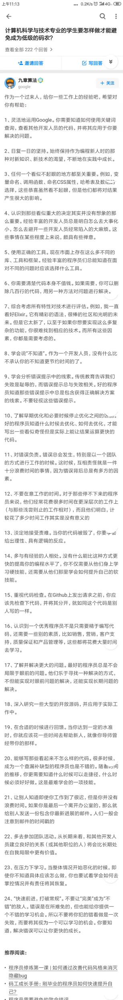 上午11:13
... 0.2K/s 4G 80
计算机科学与技术专业的学生要怎样做才能避
免成为低级的码农?
查看全部 222 个回答 >
邀请回答
写回答
九章算法
google
+ 关注
作为一个过来人，给你一些工作上的经验吧，希望对
你有帮助：
1、灵活地运用Google。你需要知道如何使用关键词
查询，查看其他开发人员的代码，并将其应用于你要
解决的问题。
2、日复一日的坚持。始终保持作为编程新人时的那
种对新知识、新技术的渴望，不断地在实践中成长。
3、任何一个看似不起眼的地方都至关重要。例如，变
量命名、调用函数、命名CSS属性，哈希表及数组的
选择，这些恭喜虽然看不起眼，但是他们都将对结果
产生很大的影响。
4、认识到那些看似重大的决定其实并没有想象的那
么重要。经验丰富的开发人员总是明白怎么去大事化
小，怎么去避开一些开发人员经常陷入的大麻烦。这
些事情在某些程度上来说，颇具有些禅意。
5、使用正确的工具。现在市面上存在这么多不同的
库、工具和框架。经验丰富的程序员们总能知道在面
对不同的问题时应该选择什么工具。
6、你需要清楚代码本身不值钱。如果需要，你可以删
除几百行的代码，用另一种方法对问题进行解决。
7、综合考虑所有特性对技术进行评估。例如，我一直
看好Elixir。它有精彩的语法，很棒的社区和光明的未
来。但是它太新了，以至于如果你想要实现这么多复
杂的功能，你很难找到相应的技术。而所有这些因
素，你都是需要考虑的。
8、学会说“不知道”。作为一个开发人员，没有什么比
不承认你的不知道更节约时间的了。
9、学会分析错误提示中的线索。传统教育告诉我们
失败是耻辱的，而错误提示总与失败相关。好的程序
员知道那些错误提示中总是包含获得正确解决方案
的线索。不要轻视这些错误提示。
10、了解早期优化和必要时候停止优化之间的区别。
好的程序员知道什么时候去优化、如何去优化，才能
写出一些看似奇怪但是实际上能让结果运算更快的
代码。
11、对错误负责。错误总会发生，特别是以一个团队
的方式进行工作的时候。这时候，互相责怪就是一件
十分浪费时间的事情，因为错误背后总是有多方的因
素。
12、不要在意工作的时间。对于那些停不下来的程序
员来说，他们经常花费很多时间在更深层次的工作上
（与那些浅尝则止的工作相对），而且他们明白，计
较花了多少时间工作其实是没有意义的
13、淡定地接受责难。当你的代码被毁了，你要学会
给出理性、具有逻辑的反应。
14、多与有经验的人相处。没有什么能比这种方式更
快的提高你的编程水平了，你不仅需要从他们身上学
习硬技能，还需要从他们那里学会如何提升自己的软
技能。
15、重视代码检查。在Github上发出请求之前，你应
该先检查下代码，并将其分开，就如同这个代码是别
人写的一样。
16、认识到一个优秀程序员不是只需要精于编写代
码，还需要一些别的素质，比如销售，营销，客户支
持，质量保证和产品管理等，这些都将花费大量时间
去学习。
17、了解并解决更大的问题。最好的程序员总是不会
局限于眼前的问题。他们乐于寻找一种解决的方式，
不但能实现对眼前问题的解决，还能实现长期问题的
解决。
18、深入研究一些大型的开放源码，并应用于实际工
作中。
19、在合适的时候进行回馈。当你达到一定的水准
时，你就应该花一些时间去帮助新人，就像你导师曾
经带你的那样。
20、能够写那些看起来不怎么样的代码。很多时候，
成为一个查漏补缺型的程序员也是不错的。随着时间
的推移，你更需要知道什么时候可以走捷径，什么时
候必须好好做。这是最难学会的一项技能。
21、让别人知道即使你工作到了很迟，但是你并没有
浪费时间。如果你是最后一个离开办公室的，那么就
给别人发送一份包含你最新进展的邮件。人们一般会
注意到邮件的时间戳的
22、多去参加团队活动。从长期来看，和其他开发人
员建立良好的关系（或其他职位的人）将会比长期处
在自我局限中更有价值。
23、在压力下学习。当整体情况开始恶化的时候，即
使你不知道具体应该怎么做，你也要试着学会如何去
掌控情况并有责任将其恢复。
24、“快速前进，打破常规”。不要让“完美”成为“不
错”的敌人。错误是在所难免的，但也能给你提供一
个不错的学习机会。所以不要将你犯的错看做是一次
失败，而要将其视为一个可以学习的机会。你要知
道，解决错误可以让你更快的成长。
推荐阅读：
• 程序员修炼第一课 | 如何通过改善代码风格来消灭
隐藏bug
• 码工成长手册：刚毕业的程序员如何快速提升自
己?
• 程序员需要避免的致命错误